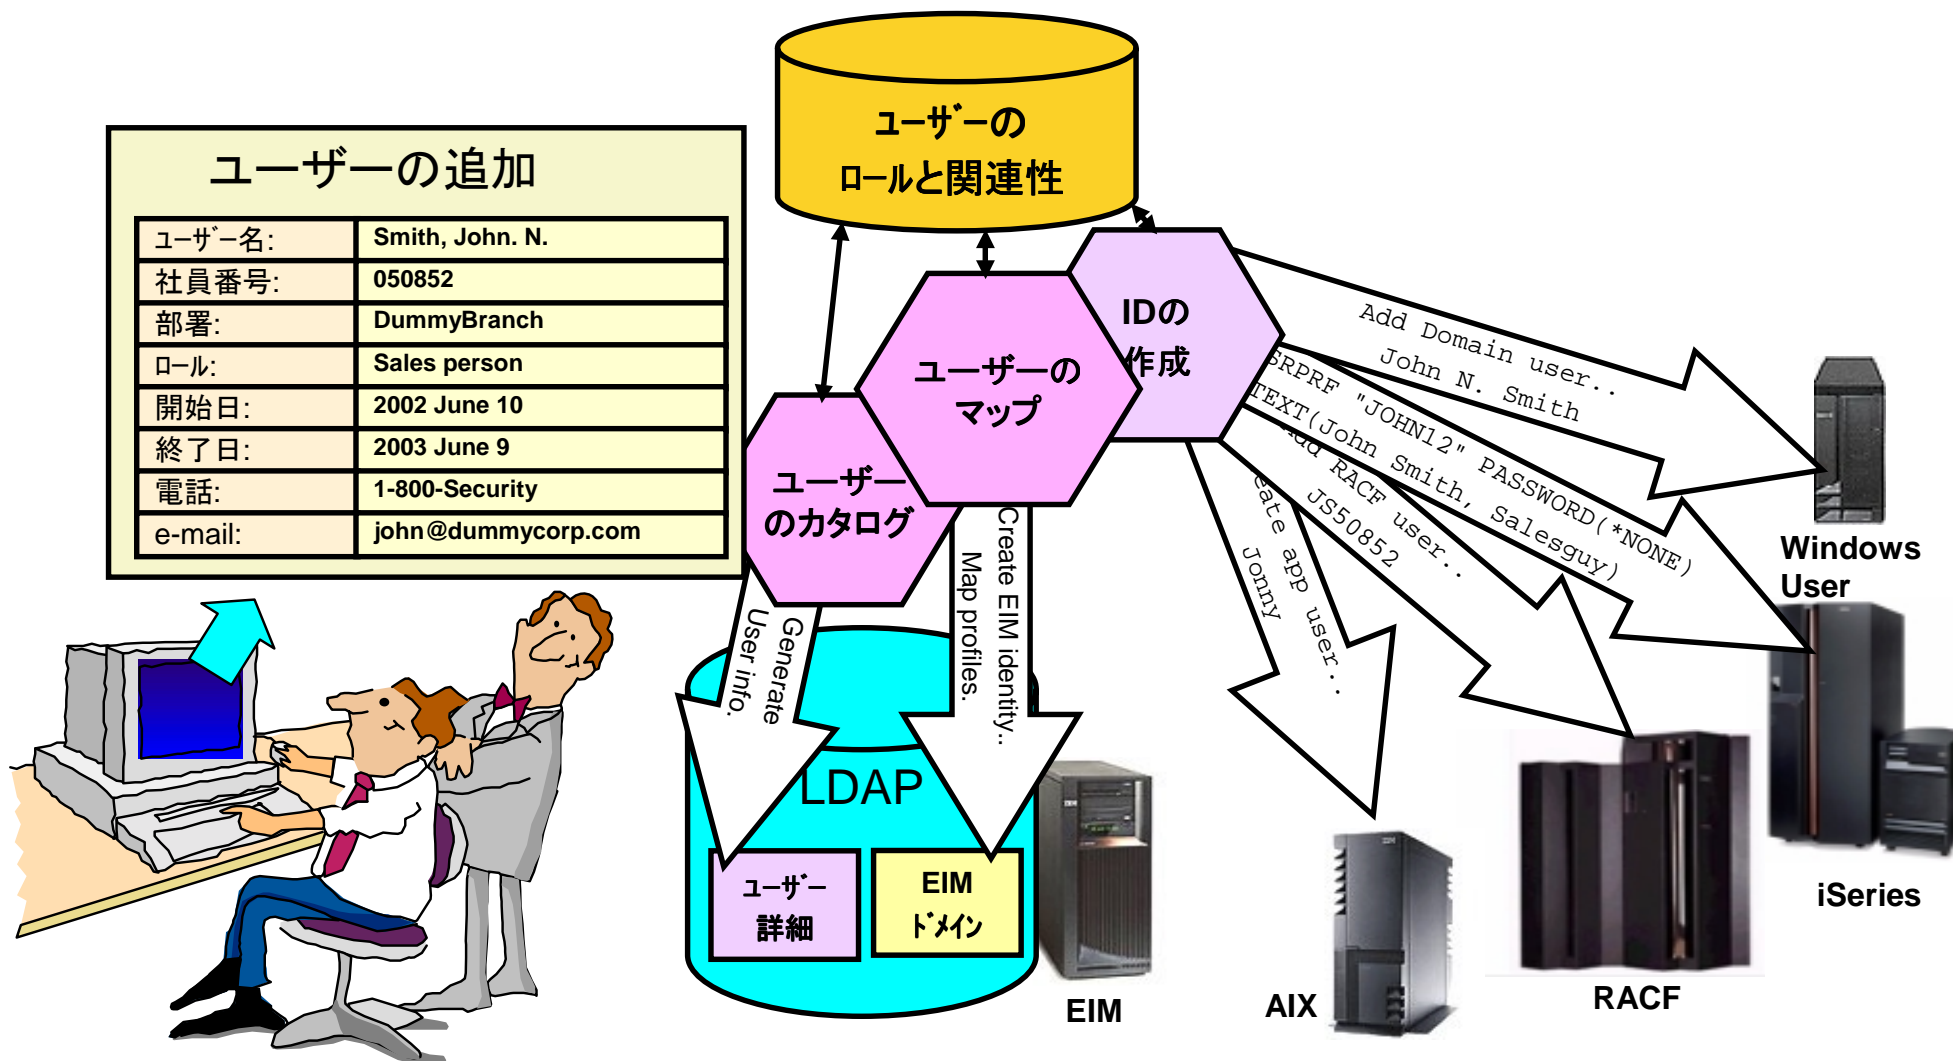 ユーザーの
ロールと関連性
ユーザーの追加
ユーザー名: Smith, John. N.
社員番号: 050852
部署: DummyBranch
ロール: Sales person
開始日: 2002 June 10
終了日: 2003 June 9
電話: 1-800-Security
e-mail: john@dummycorp.com
IDの
作成
ユーザーの
マップ
ユーザー
のカタログ
Add Domain user..
John N. Smith
SRPRF "JOHN12" PASSWORD(*NONE)
TEXT(John Smith, Salesguy)
Add RACF user..
JS50852
eate app user...
Jonny
Create EIM identity..
Map profiles.
Generate
User info.
LDAP
ユーザー
詳細
EIM
ドメイン
EIM
AIX
RACF
iSeries
Windows
User